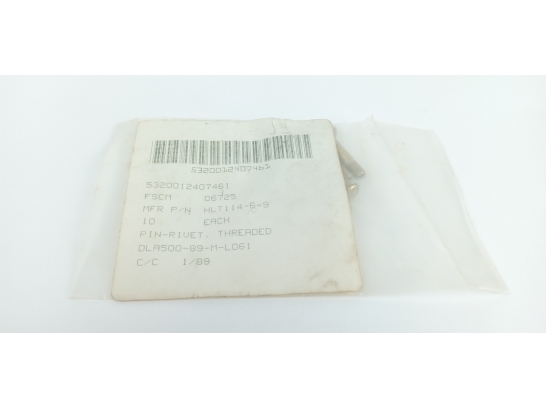 5320012407461
5320012407461
FSCM 06725
MFR P/N HLT114-6-9
10 EACH
PIN-RIVET, THREADED
DLA500-89-M-L061
C/C 1/89